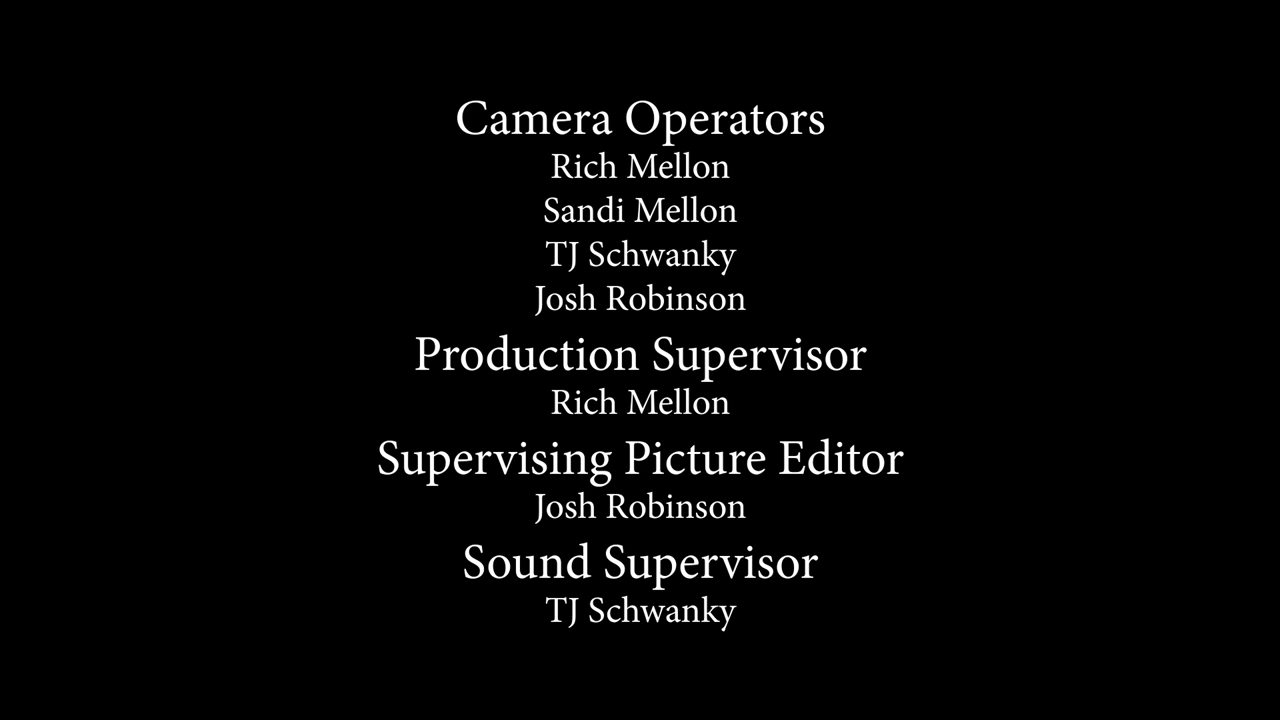 Camera Operators
Rich Mellon
Sandi Mellon
TJ Schwanky
Josh Robinson
Production Supervisor
Rich Mellon
Supervising Picture Editor
Josh Robinson
Sound Supervisor
TJ Schwanky